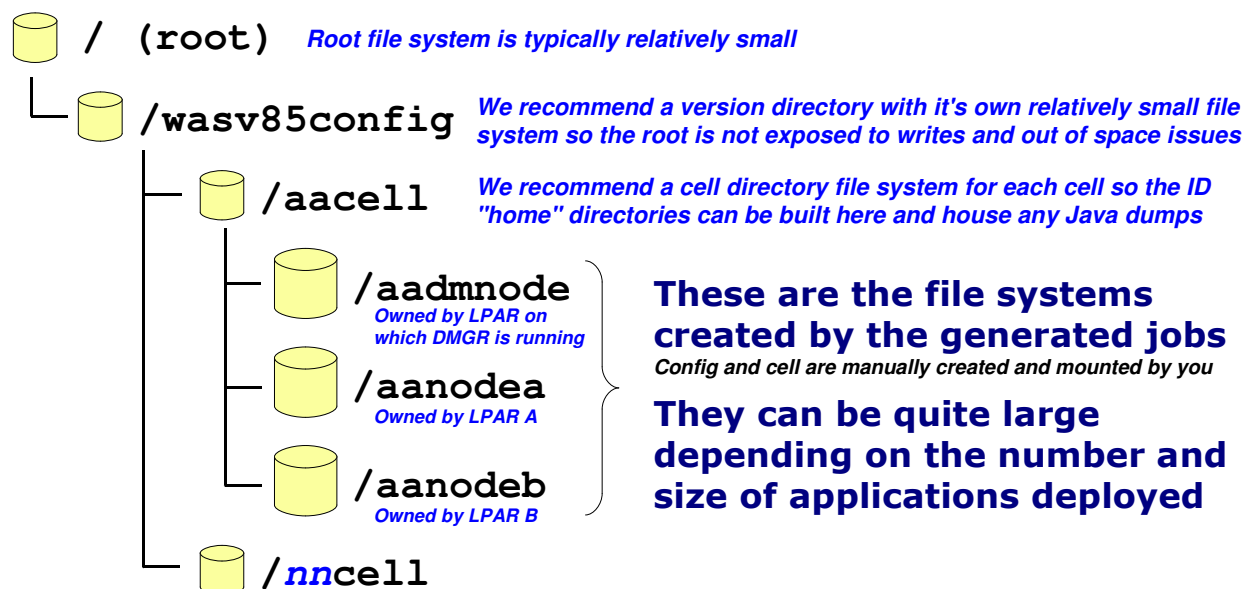 / (root) Root file system is typically relatively small
/wasv85config We recommend a version directory with it's own relatively small file
system so the root is not exposed to writes and out of space issues
/aacell We recommend a cell directory file system for each cell so the ID
"home" directories can be built here and house any Java dumps
/aadmnode
Owned by LPAR on
which DMGR is running
/aanodea
Owned by LPAR A
/aanodeb
Owned by LPAR B
These are the file systems
created by the generated jobs
Config and cell are manually created and mounted by you
They can be quite large
depending on the number and
size of applications deployed
/nncell